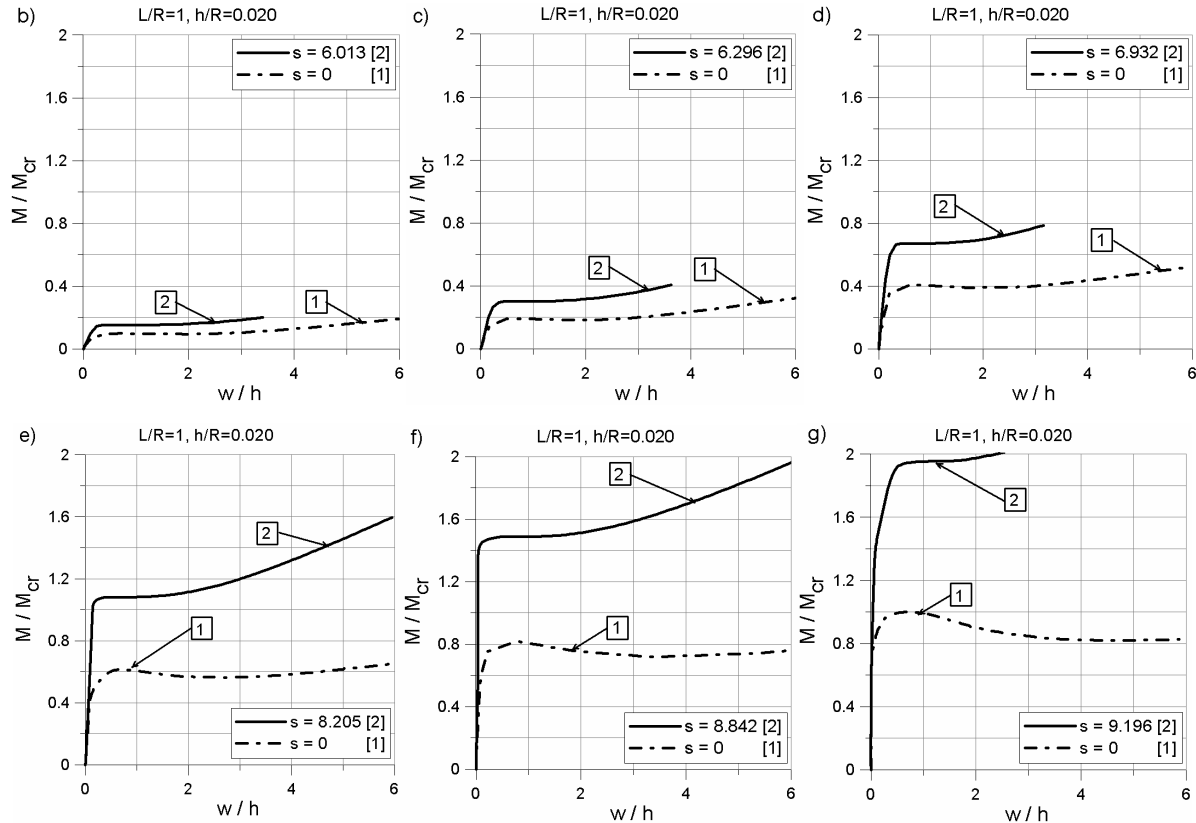 b)
L/R=1, h/R=0.020
s = 6.013 [2]
s = 0 [1]
2
1.6
1.2
0.8
0.4
0
M / Mcr
2
1
0 2 4 6
w / h
c)
L/R=1, h/R=0.020
s = 6.296 [2]
s = 0 [1]
2
1.6
1.2
0.8
0.4
0
M / Mcr
2
1
0 2 4 6
w / h
d)
L/R=1, h/R=0.020
s = 6.932 [2]
s = 0 [1]
2
1.6
1.2
0.8
0.4
0
M / Mcr
2
1
0 2 4 6
w / h
e)
L/R=1, h/R=0.020
2
1.6
1.2
0.8
0.4
0
M / Mcr
2
1
s = 8.205 [2]
s = 0 [1]
0 2 4 6
w / h
f)
L/R=1, h/R=0.020
2
1.6
1.2
0.8
0.4
0
M / Mcr
2
1
s = 8.842 [2]
s = 0 [1]
0 2 4 6
w / h
g)
L/R=1, h/R=0.020
2
1.6
1.2
0.8
0.4
0
M / Mcr
2
1
s = 9.196 [2]
s = 0 [1]
0 2 4 6
w / h